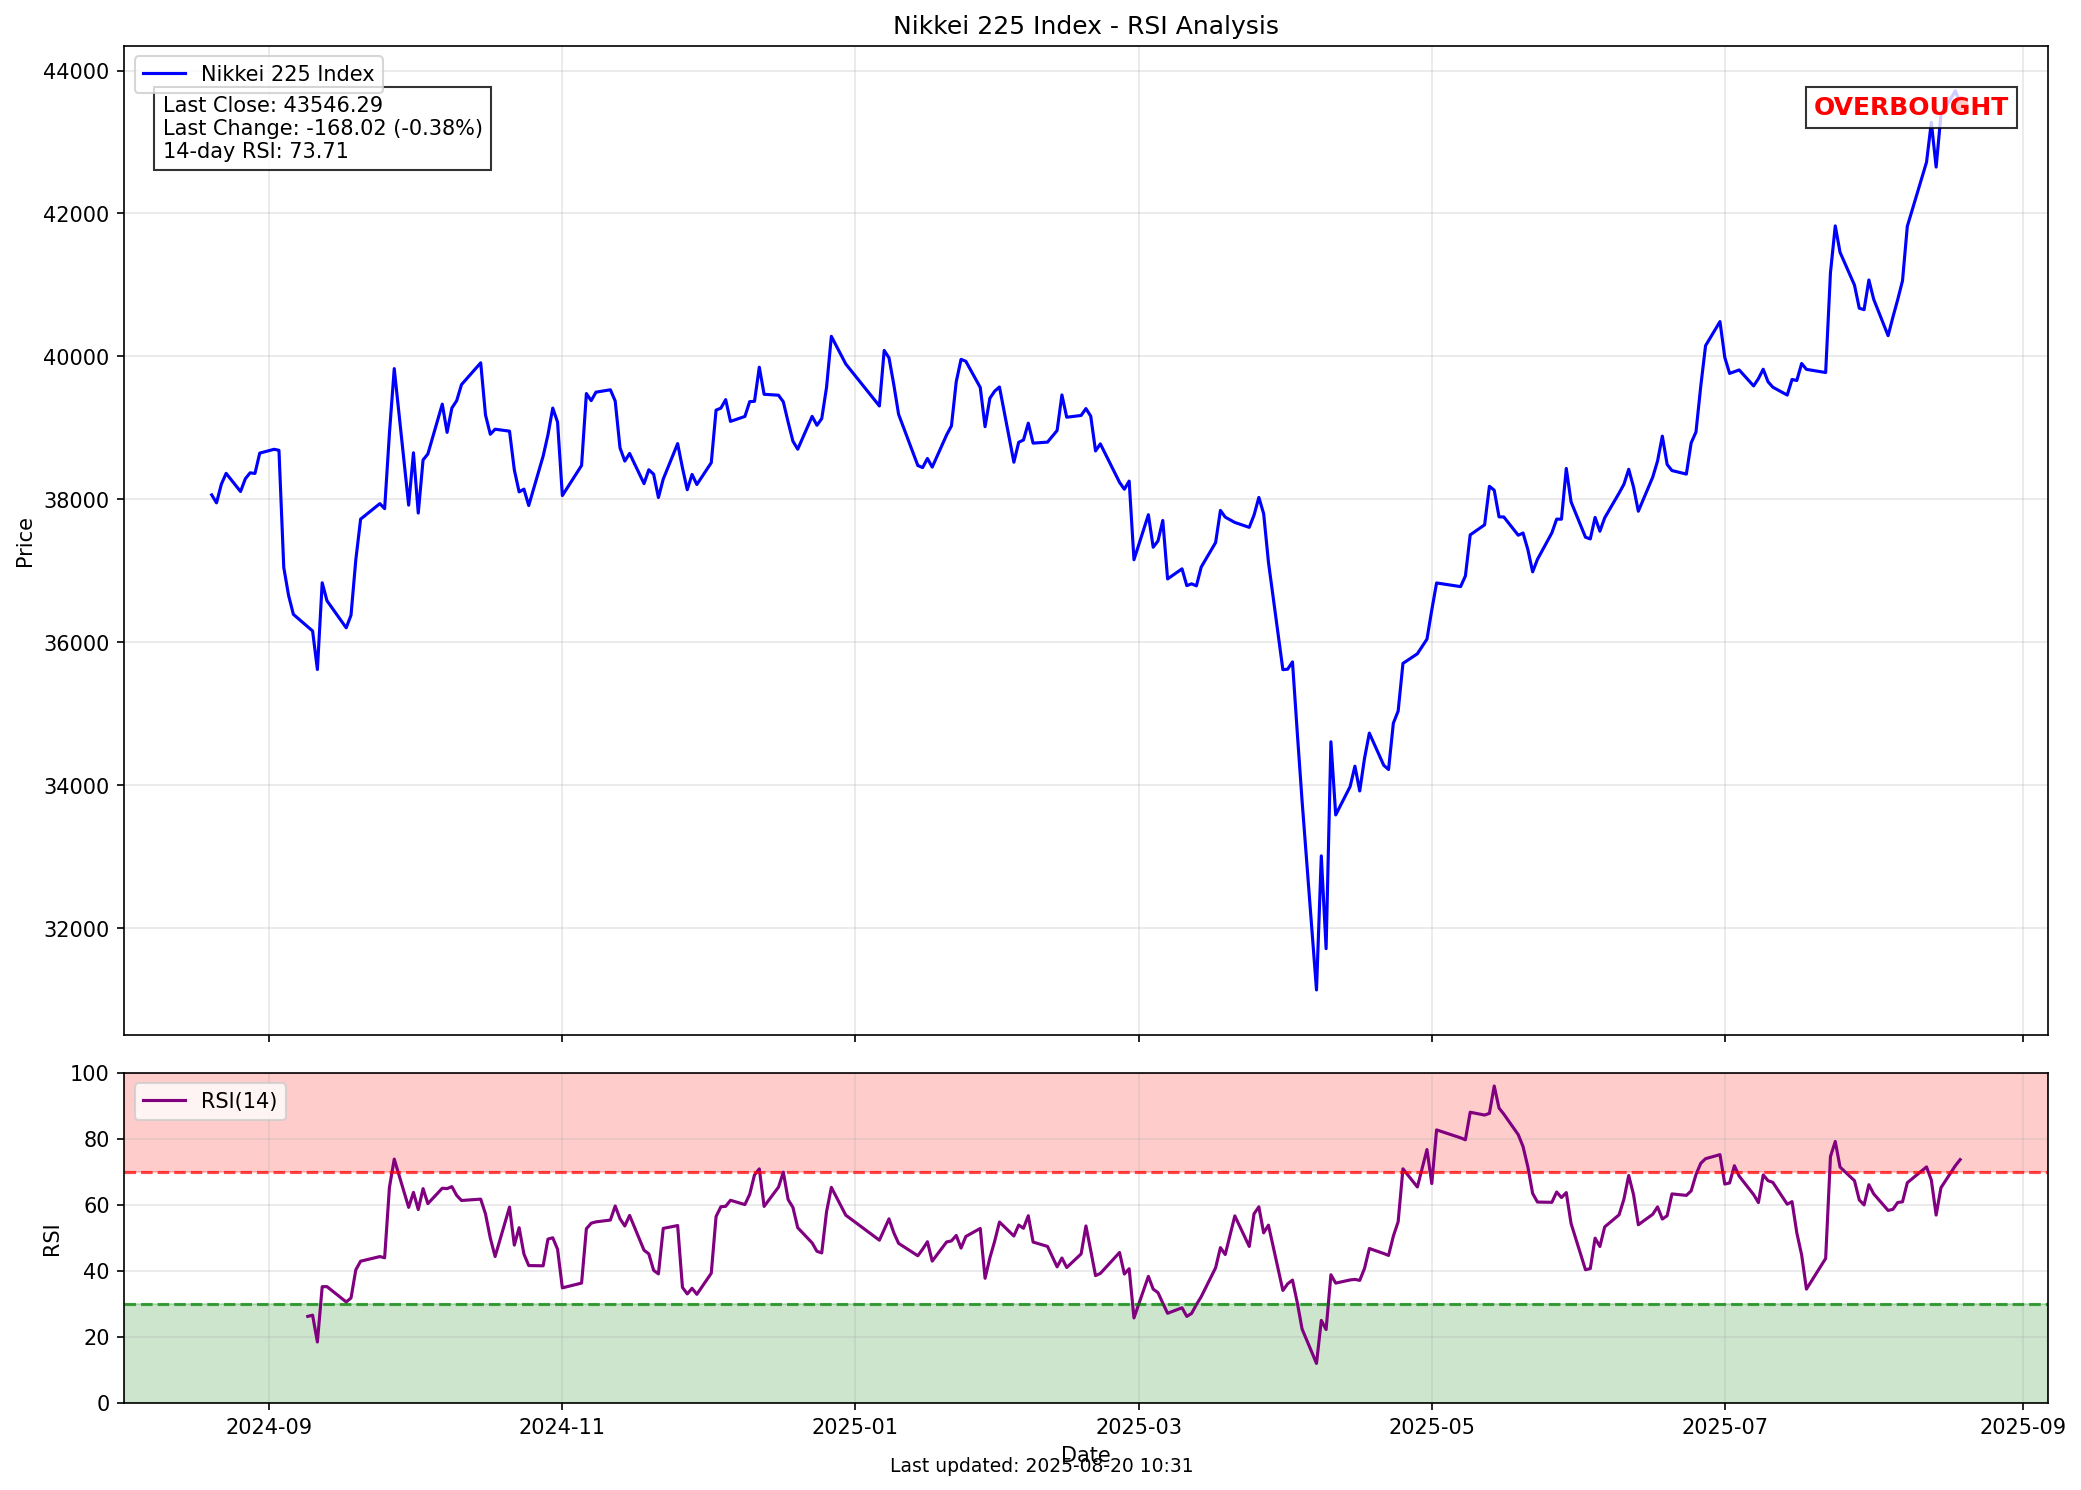 Nikkei 225 Index - RSI Analysis
Nikkei 225 Index
Last Close: 43546.29
Last Change: -168.02 (-0.38%)
14-day RSI: 73.71
OVERBOUGHT
Price
44000
42000
40000
38000
36000
34000
32000
RSI(14)
RSI
100
80
60
40
20
0
2024-09
2024-11
2025-01
2025-03
2025-05
2025-07
2025-09
Date
Last updated: 2025-08-20 10:31